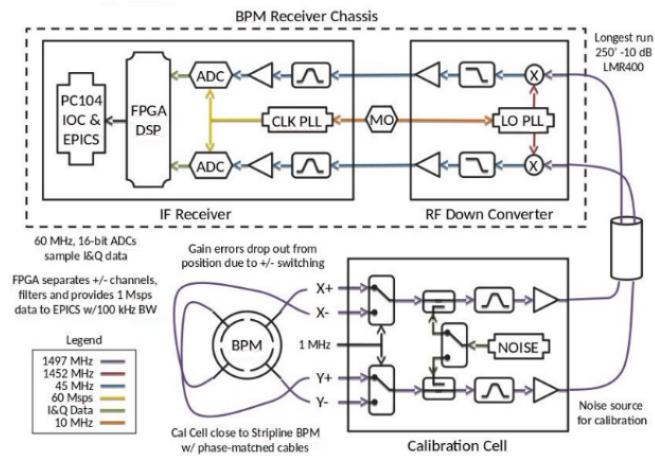 BPM Receiver Chassis
Longest run
250' -10 dB
LMR400
PC104
IOC &
EPICS
FPGA
DSP
ADC
X
CLK PLL
MO
LO PLL
ADC
X
IF Receiver
RF Down Converter
60 MHz, 16-bit ADCs
sample I&Q data
FPGA separates +/- channels,
filters and provides 1 Msps
data to EPICS w/100 kHz BW
Gain errors drop out from
position due to +/- switching
X+
X-
BPM
1 MHz
NOISE
Y+
Y-
Legend
1497 MHz
1452 MHz
45 MHz
60 Msps
I&Q Data
10 MHz
Cal Cell close to Stripline BPM
w/ phase-matched cables
Calibration Cell
Noise source
for calibration